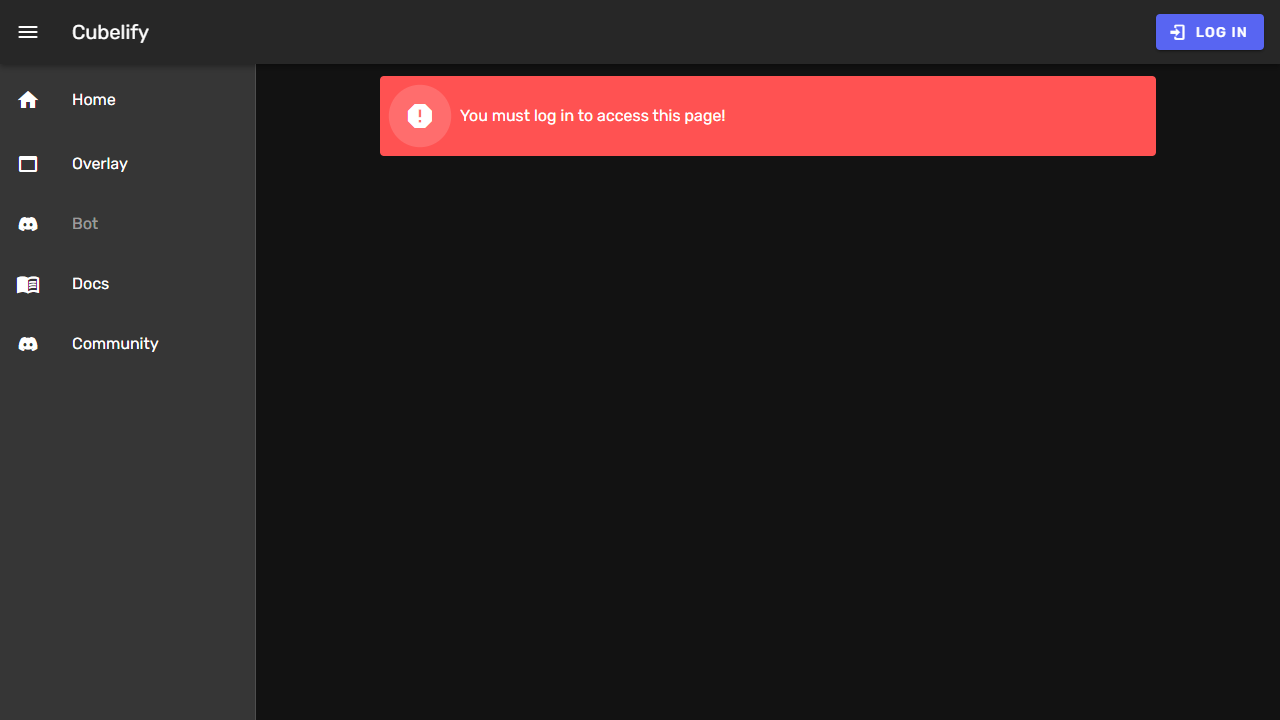 Cubelify
LOG IN
Home
Overlay
Bot
Docs
Community
You must log in to access this page!